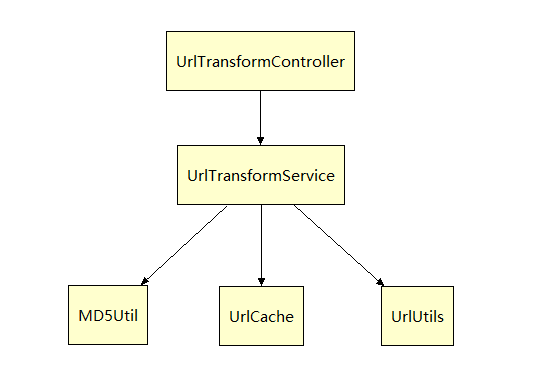 UrlTransformController
UrlTransformService
MD5Util
UrlCache
UrlUtils